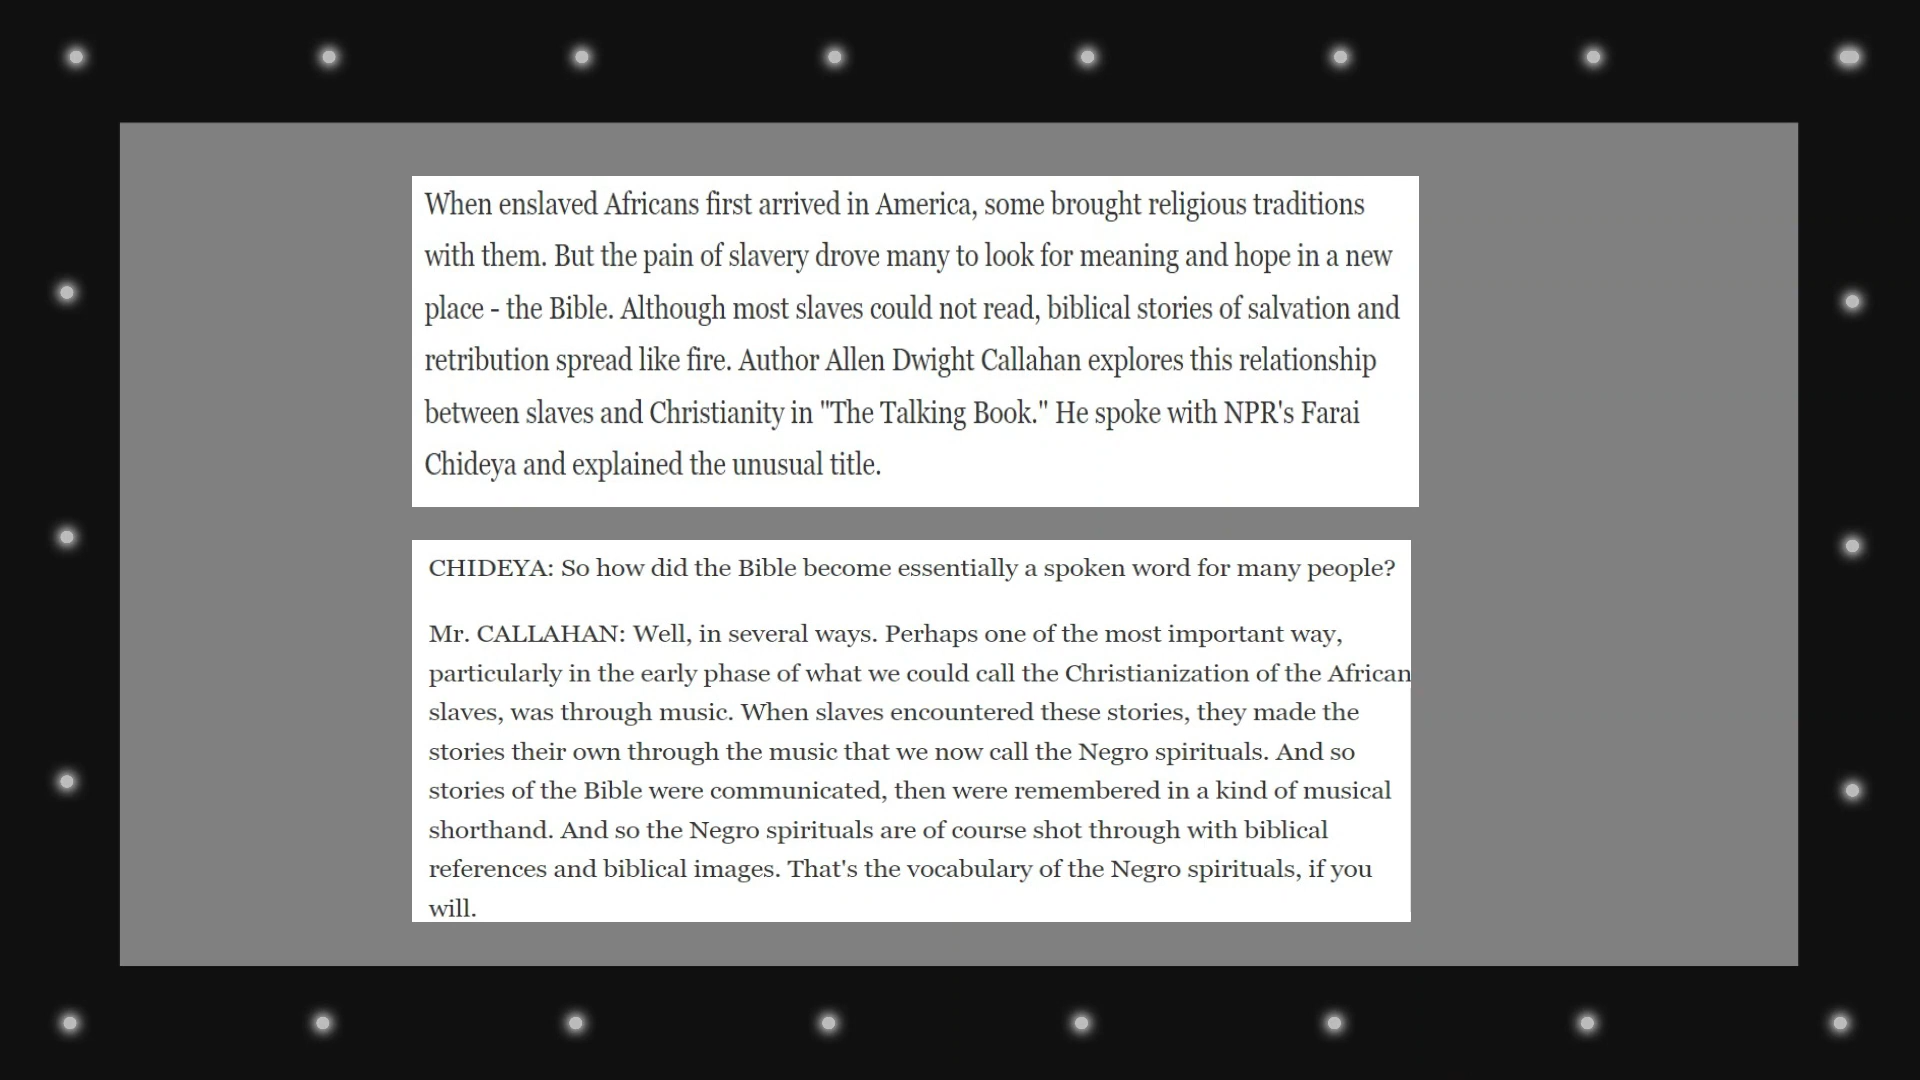 When enslaved Africans first arrived in America, some brought religious traditions
with them. But the pain of slavery drove many to look for meaning and hope in a new
place - the Bible. Although most slaves could not read, biblical stories of salvation and
retribution spread like fire. Author Allen Dwight Callahan explores this relationship
between slaves and Christianity in "The Talking Book." He spoke with NPR's Farai
Chideya and explained the unusual title.
CHIDEYA: So how did the Bible become essentially a spoken word for many people?
Mr. CALLAHAN: Well, in several ways. Perhaps one of the most important way,
particularly in the early phase of what we could call the Christianization of the African
slaves, was through music. When slaves encountered these stories, they made the
stories their own through the music that we now call the Negro spirituals. And so
stories of the Bible were communicated, then were remembered in a kind of musical
shorthand. And so the Negro spirituals are of course shot through with biblical
references and biblical images. That's the vocabulary of the Negro spirituals, if you
will.